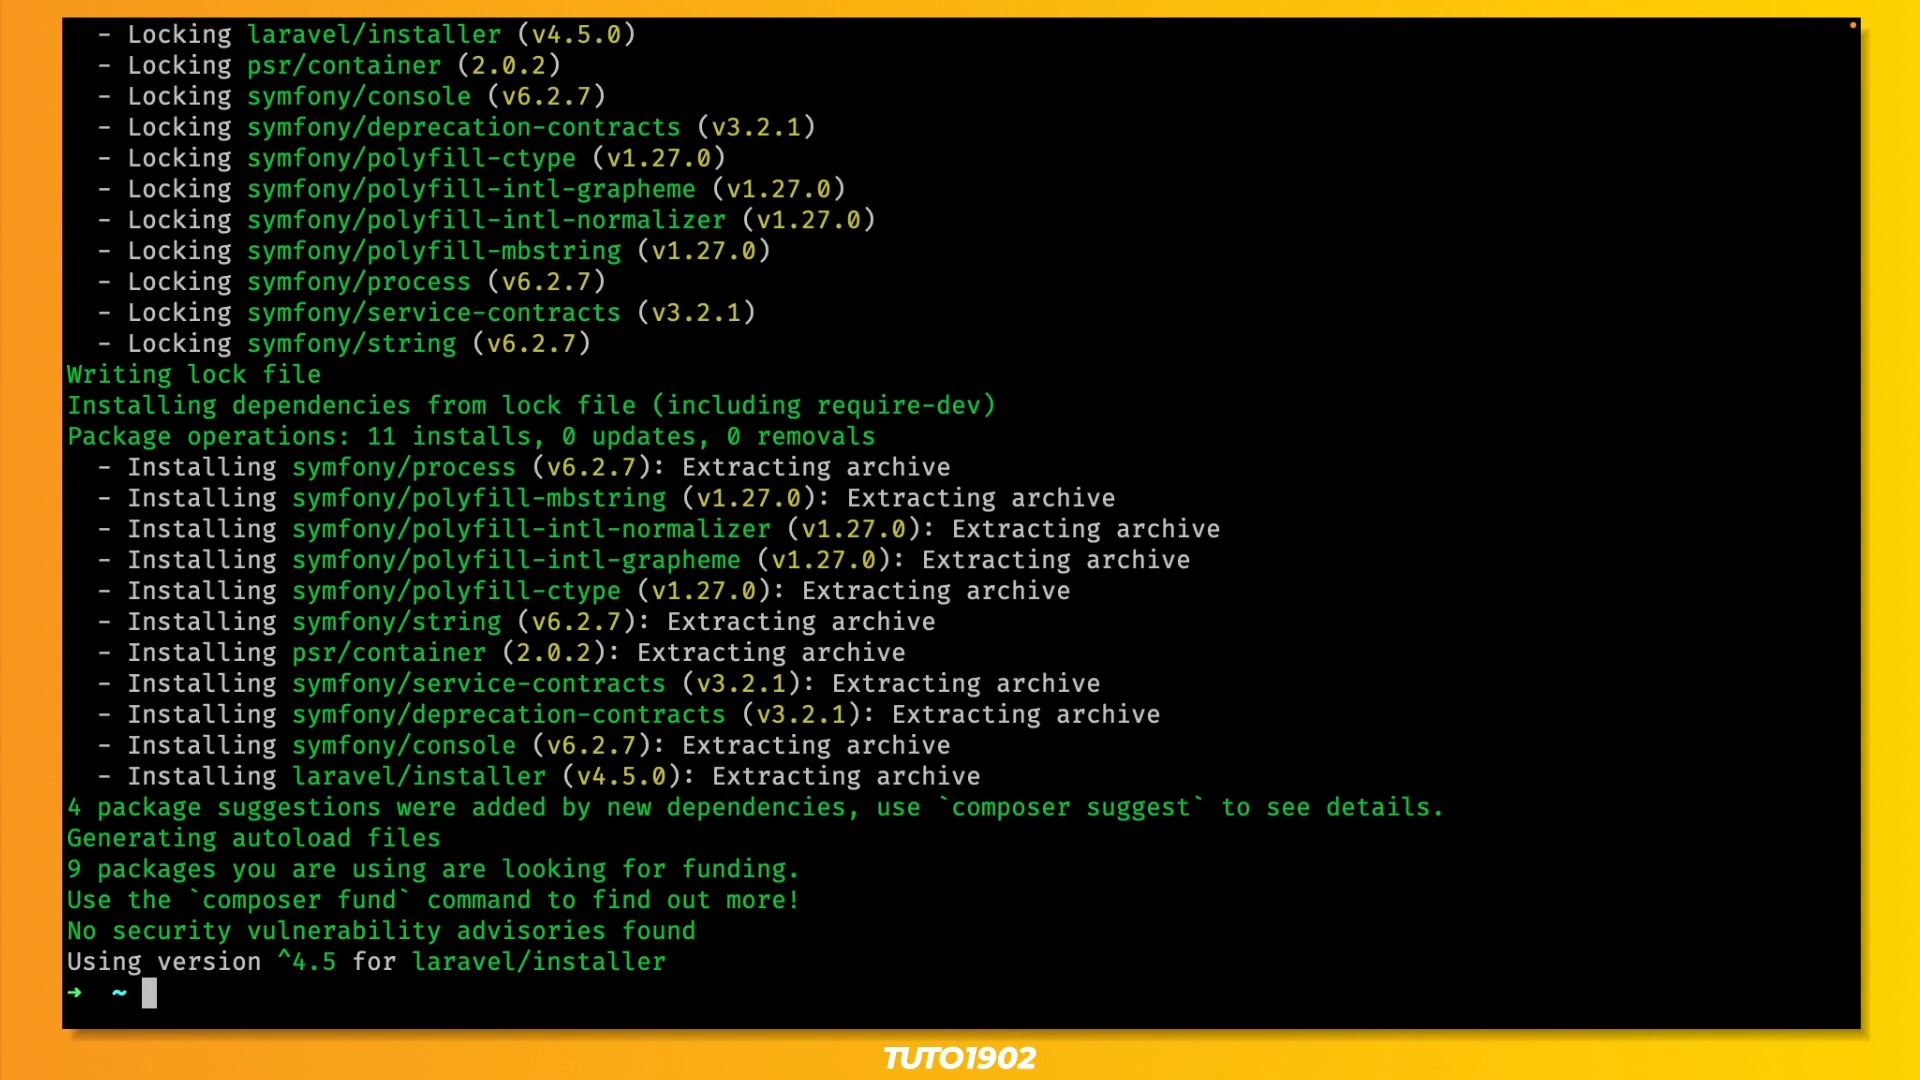 - Locking laravel/installer (v4.5.0)
- Locking psr/container (2.0.2)
- Locking symfony/console (v6.2.7)
- Locking symfony/deprecation-contracts (v3.2.1)
- Locking symfony/polyfill-ctype (v1.27.0)
- Locking symfony/polyfill-intl-grapheme (v1.27.0)
- Locking symfony/polyfill-intl-normalizer (v1.27.0)
- Locking symfony/polyfill-mbstring (v1.27.0)
- Locking symfony/process (v6.2.7)
- Locking symfony/service-contracts (v3.2.1)
- Locking symfony/string (v6.2.7)
Writing lock file
Installing dependencies from lock file (including require-dev)
Package operations: 11 installs, 0 updates, 0 removals
- Installing symfony/process (v6.2.7): Extracting archive
- Installing symfony/polyfill-mbstring (v1.27.0): Extracting archive
- Installing symfony/polyfill-intl-normalizer (v1.27.0): Extracting archive
- Installing symfony/polyfill-intl-grapheme (v1.27.0): Extracting archive
- Installing symfony/polyfill-ctype (v1.27.0): Extracting archive
- Installing symfony/string (v6.2.7): Extracting archive
- Installing psr/container (2.0.2): Extracting archive
- Installing symfony/service-contracts (v3.2.1): Extracting archive
- Installing symfony/deprecation-contracts (v3.2.1): Extracting archive
- Installing symfony/console (v6.2.7): Extracting archive
- Installing laravel/installer (v4.5.0): Extracting archive
4 package suggestions were added by new dependencies, use `composer suggest` to see details.
Generating autoload files
9 packages you are using are looking for funding.
Use the `composer fund` command to find out more!
No security vulnerability advisories found
Using version ^4.5 for laravel/installer
➜ ~
TUTO1902